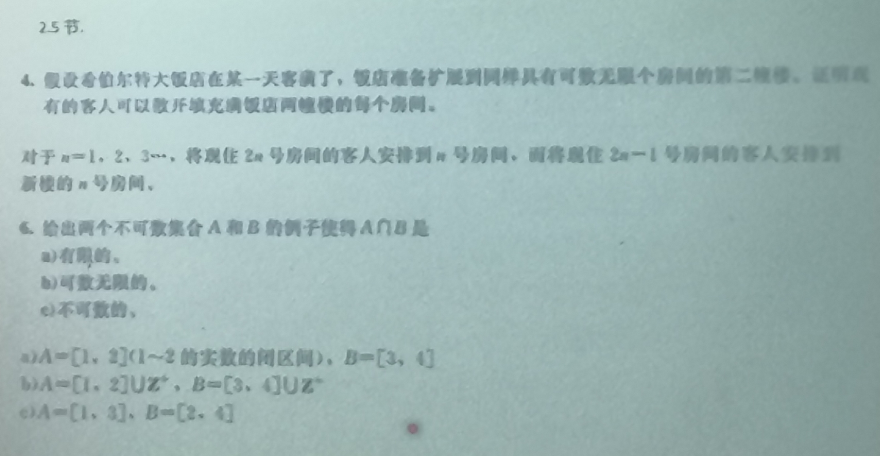 2.5 节.
4. 假设希伯尔特大饭店在某一天客满了，饭店准备扩展到同样具有可数无限个房间的第二幢楼。证明现
有的客人可以散开填充满饭店两幢楼的每个房间。
对于 n=1，2，3…，将现住 2n 号房间的客人安排到 n 号房间，而将现住 2n-1 号房间的客人安排到
新楼的 n 号房间。
6. 给出两个不可数集合 A 和 B 的例子使得 A∩B 是
a)有限的。
b)可数无限的。
c)不可数的。
a)A=[1，2](1~2 的实数的闭区间)，B=[3，4]
b)A=[1，2]∪Z⁺，B=[3，4]∪Z⁺
c)A=[1，3]，B=[2，4]